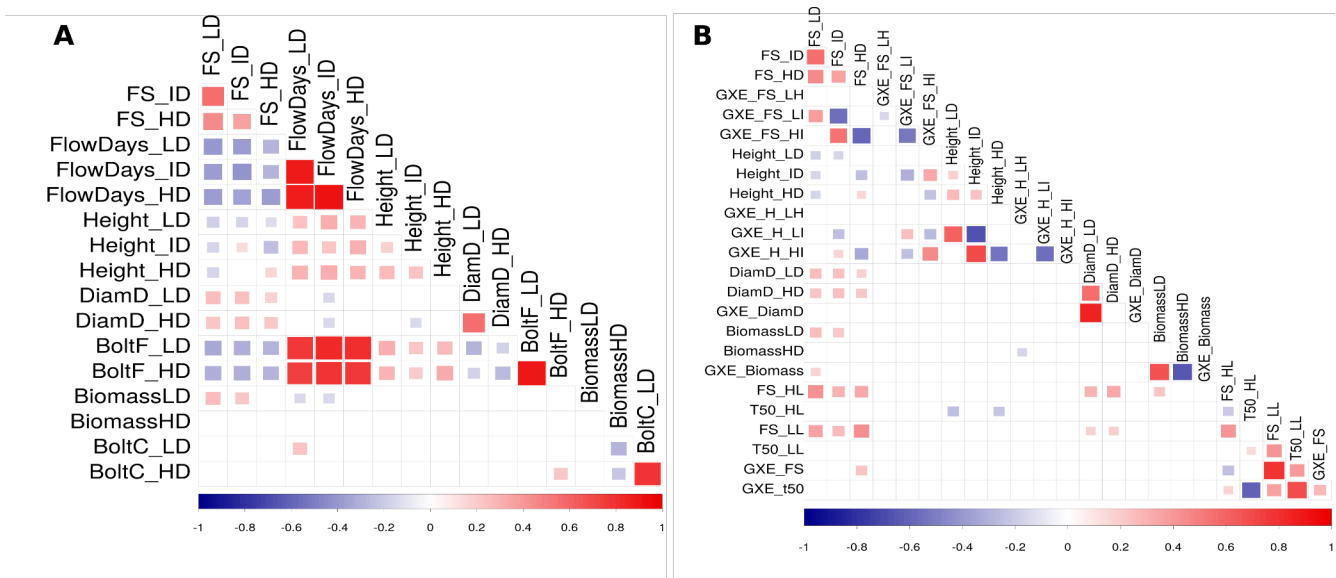 A
FS_LD
FS_ID
FS_HD
FlowDays_LD
FlowDays_ID
FlowDays_HD
Height_LD
Height_ID
Height_HD
DiamD_LD
DiamD_HD
BoltF_LD
BoltF_HD
BiomassLD
BiomassHD
BoltC_LD
FS_ID
FS_HD
FlowDays_LD
FlowDays_ID
FlowDays_HD
Height_LD
Height_ID
Height_HD
DiamD_LD
DiamD_HD
BoltF_LD
BoltF_HD
BiomassLD
BiomassHD
BoltC_LD
BoltC_HD
-1 -0.8 -0.6 -0.4 -0.2 0 0.2 0.4 0.6 0.8 1
B
FS_LD
FS_ID
FS_HD
GXE_FS_LH
GXE_FS_LI
GXE_FS_HI
Height_LD
Height_ID
Height_HD
GXE_H_LH
GXE_H_LI
GXE_H_HI
DiamD_LD
DiamD_HD
GXE_DiamD
BiomassLD
BiomassHD
GXE_Biomass
FS_HL
T50_HL
FS_LL
T50_LL
GXE_FS
FS_ID
FS_HD
GXE_FS_LH
GXE_FS_LI
GXE_FS_HI
Height_LD
Height_ID
Height_HD
GXE_H_LH
GXE_H_LI
GXE_H_HI
DiamD_LD
DiamD_HD
GXE_DiamD
BiomassLD
BiomassHD
GXE_Biomass
FS_HL
T50_HL
FS_LL
T50_LL
GXE_FS
GXE_t50
-1 -0.8 -0.6 -0.4 -0.2 0 0.2 0.4 0.6 0.8 1